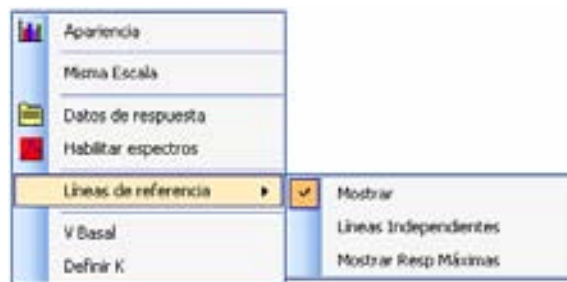 Apariencia
Misma Escala
Datos de respuesta
Habilitar espectros
Líneas de referencia
V Basal
Definir K
Mostrar
Líneas Independientes
Mostrar Resp Máximas